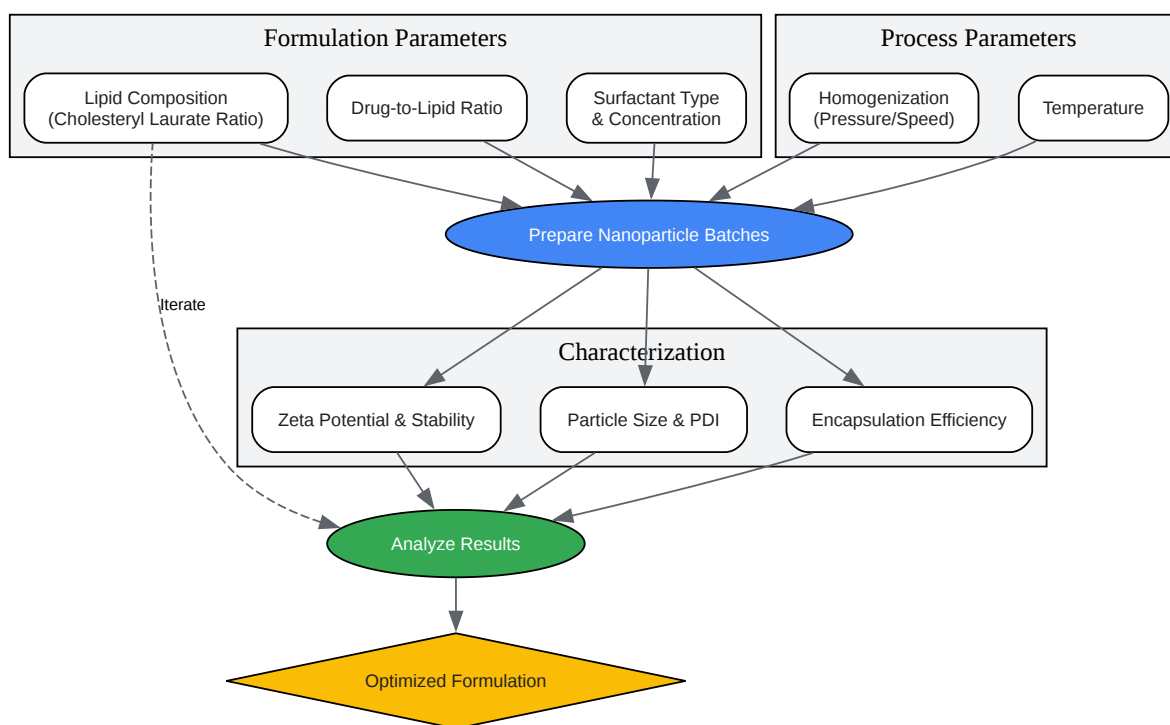 Formulation Parameters
Process Parameters
Lipid Composition
(Cholesteryl Laurate Ratio)
Drug-to-Lipid Ratio
Surfactant Type
& Concentration
Homogenization
(Pressure/Speed)
Temperature
Prepare Nanoparticle Batches
Iterate
Characterization
Zeta Potential & Stability
Particle Size & PDI
Encapsulation Efficiency
Analyze Results
Optimized Formulation